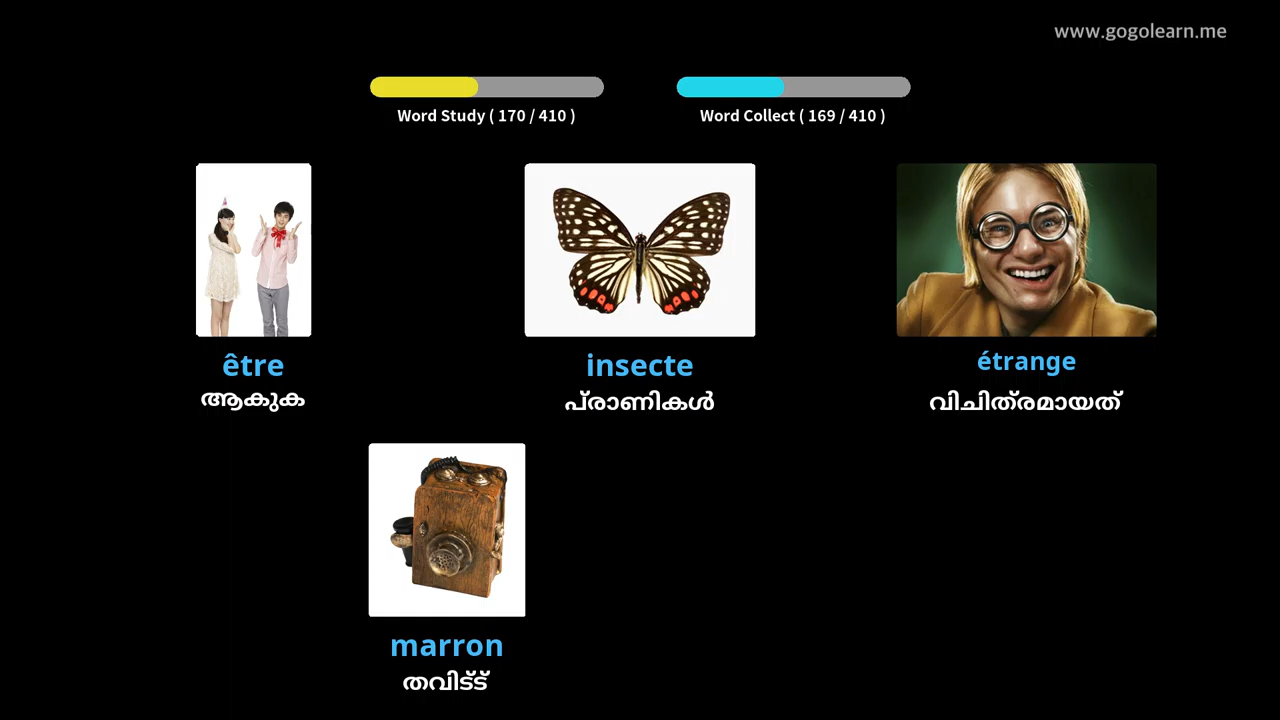 www.gogolearn.me
Word Study ( 170 / 410 )
Word Collect ( 169 / 410 )
être
ആകുക
insecte
പ്രാണികൾ
étrange
വിചിത്രമായത്
marron
തവിട്ട്